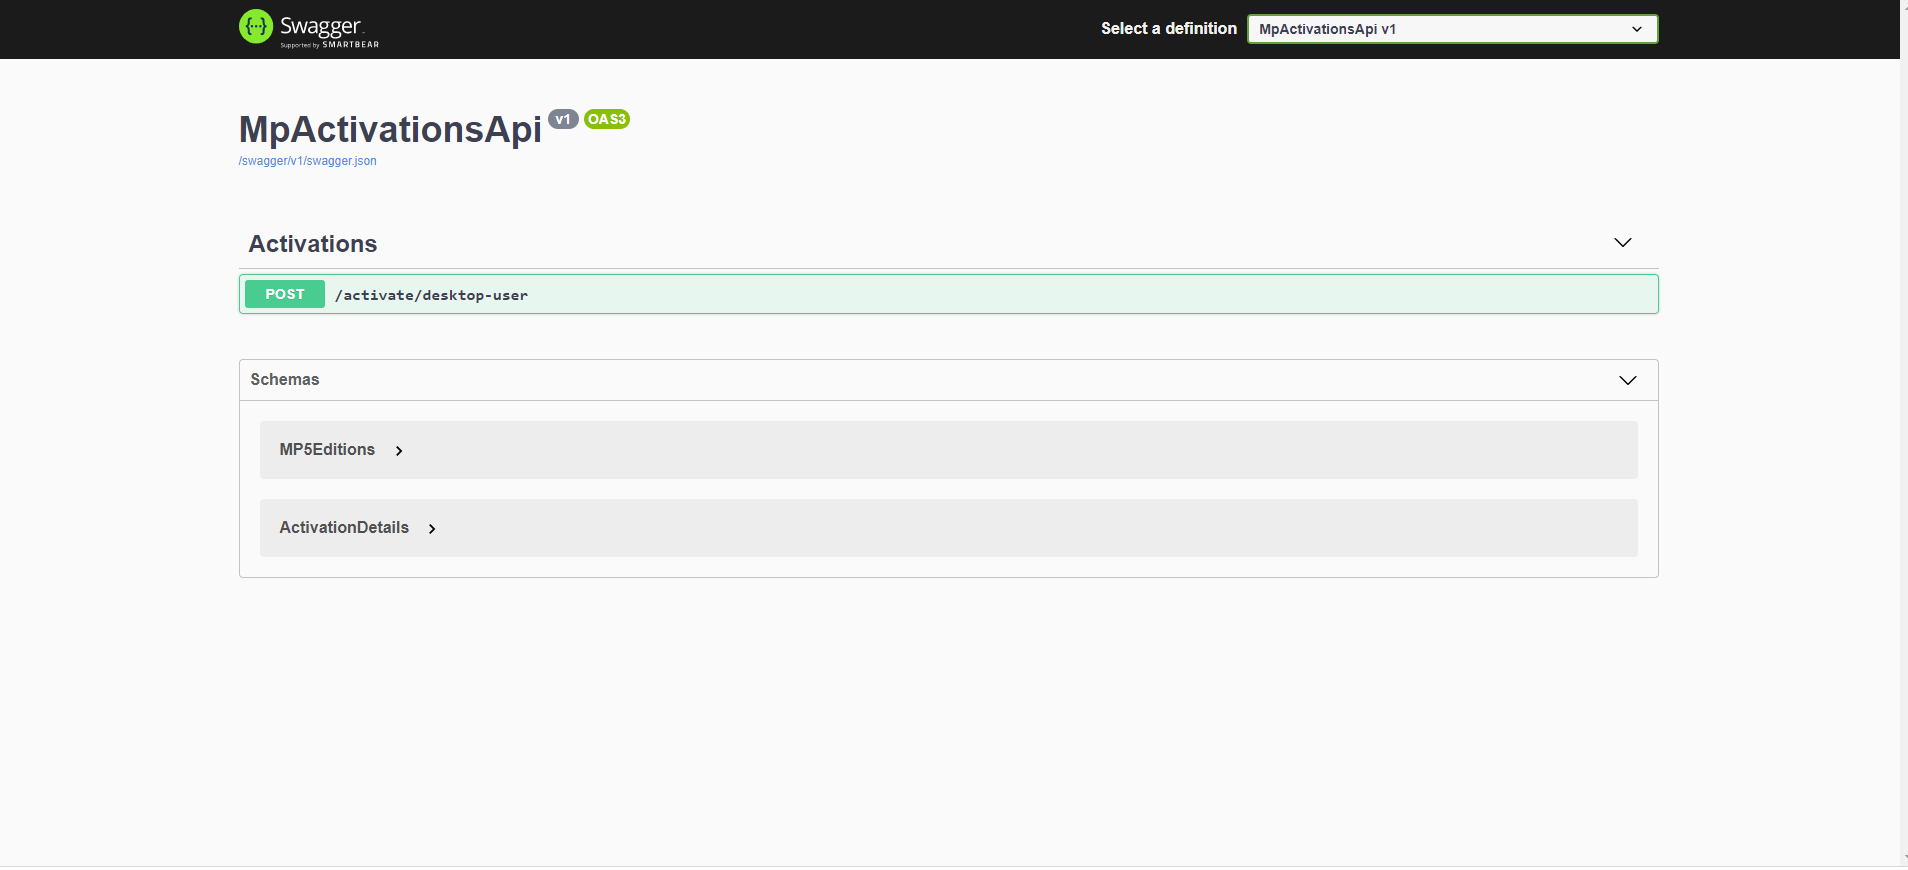 Swagger.
Supported by SMARTBEAR
Select a definition
MpActivationsApi v1
MpActivationsApi v1 OAS3
/swagger/v1/swagger.json
Activations
POST /activate/desktop-user
Schemas
MP5Editions
ActivationDetails